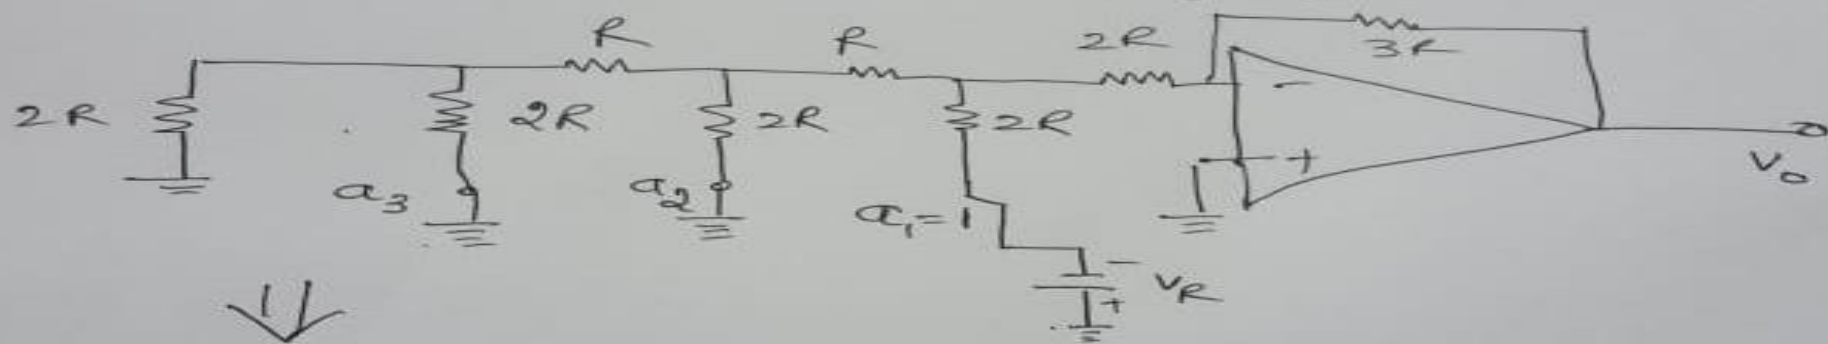 R R 2R 3R
2R 2R 2R 2R - +
a3 a2 a1=1 Vo
- VR
+